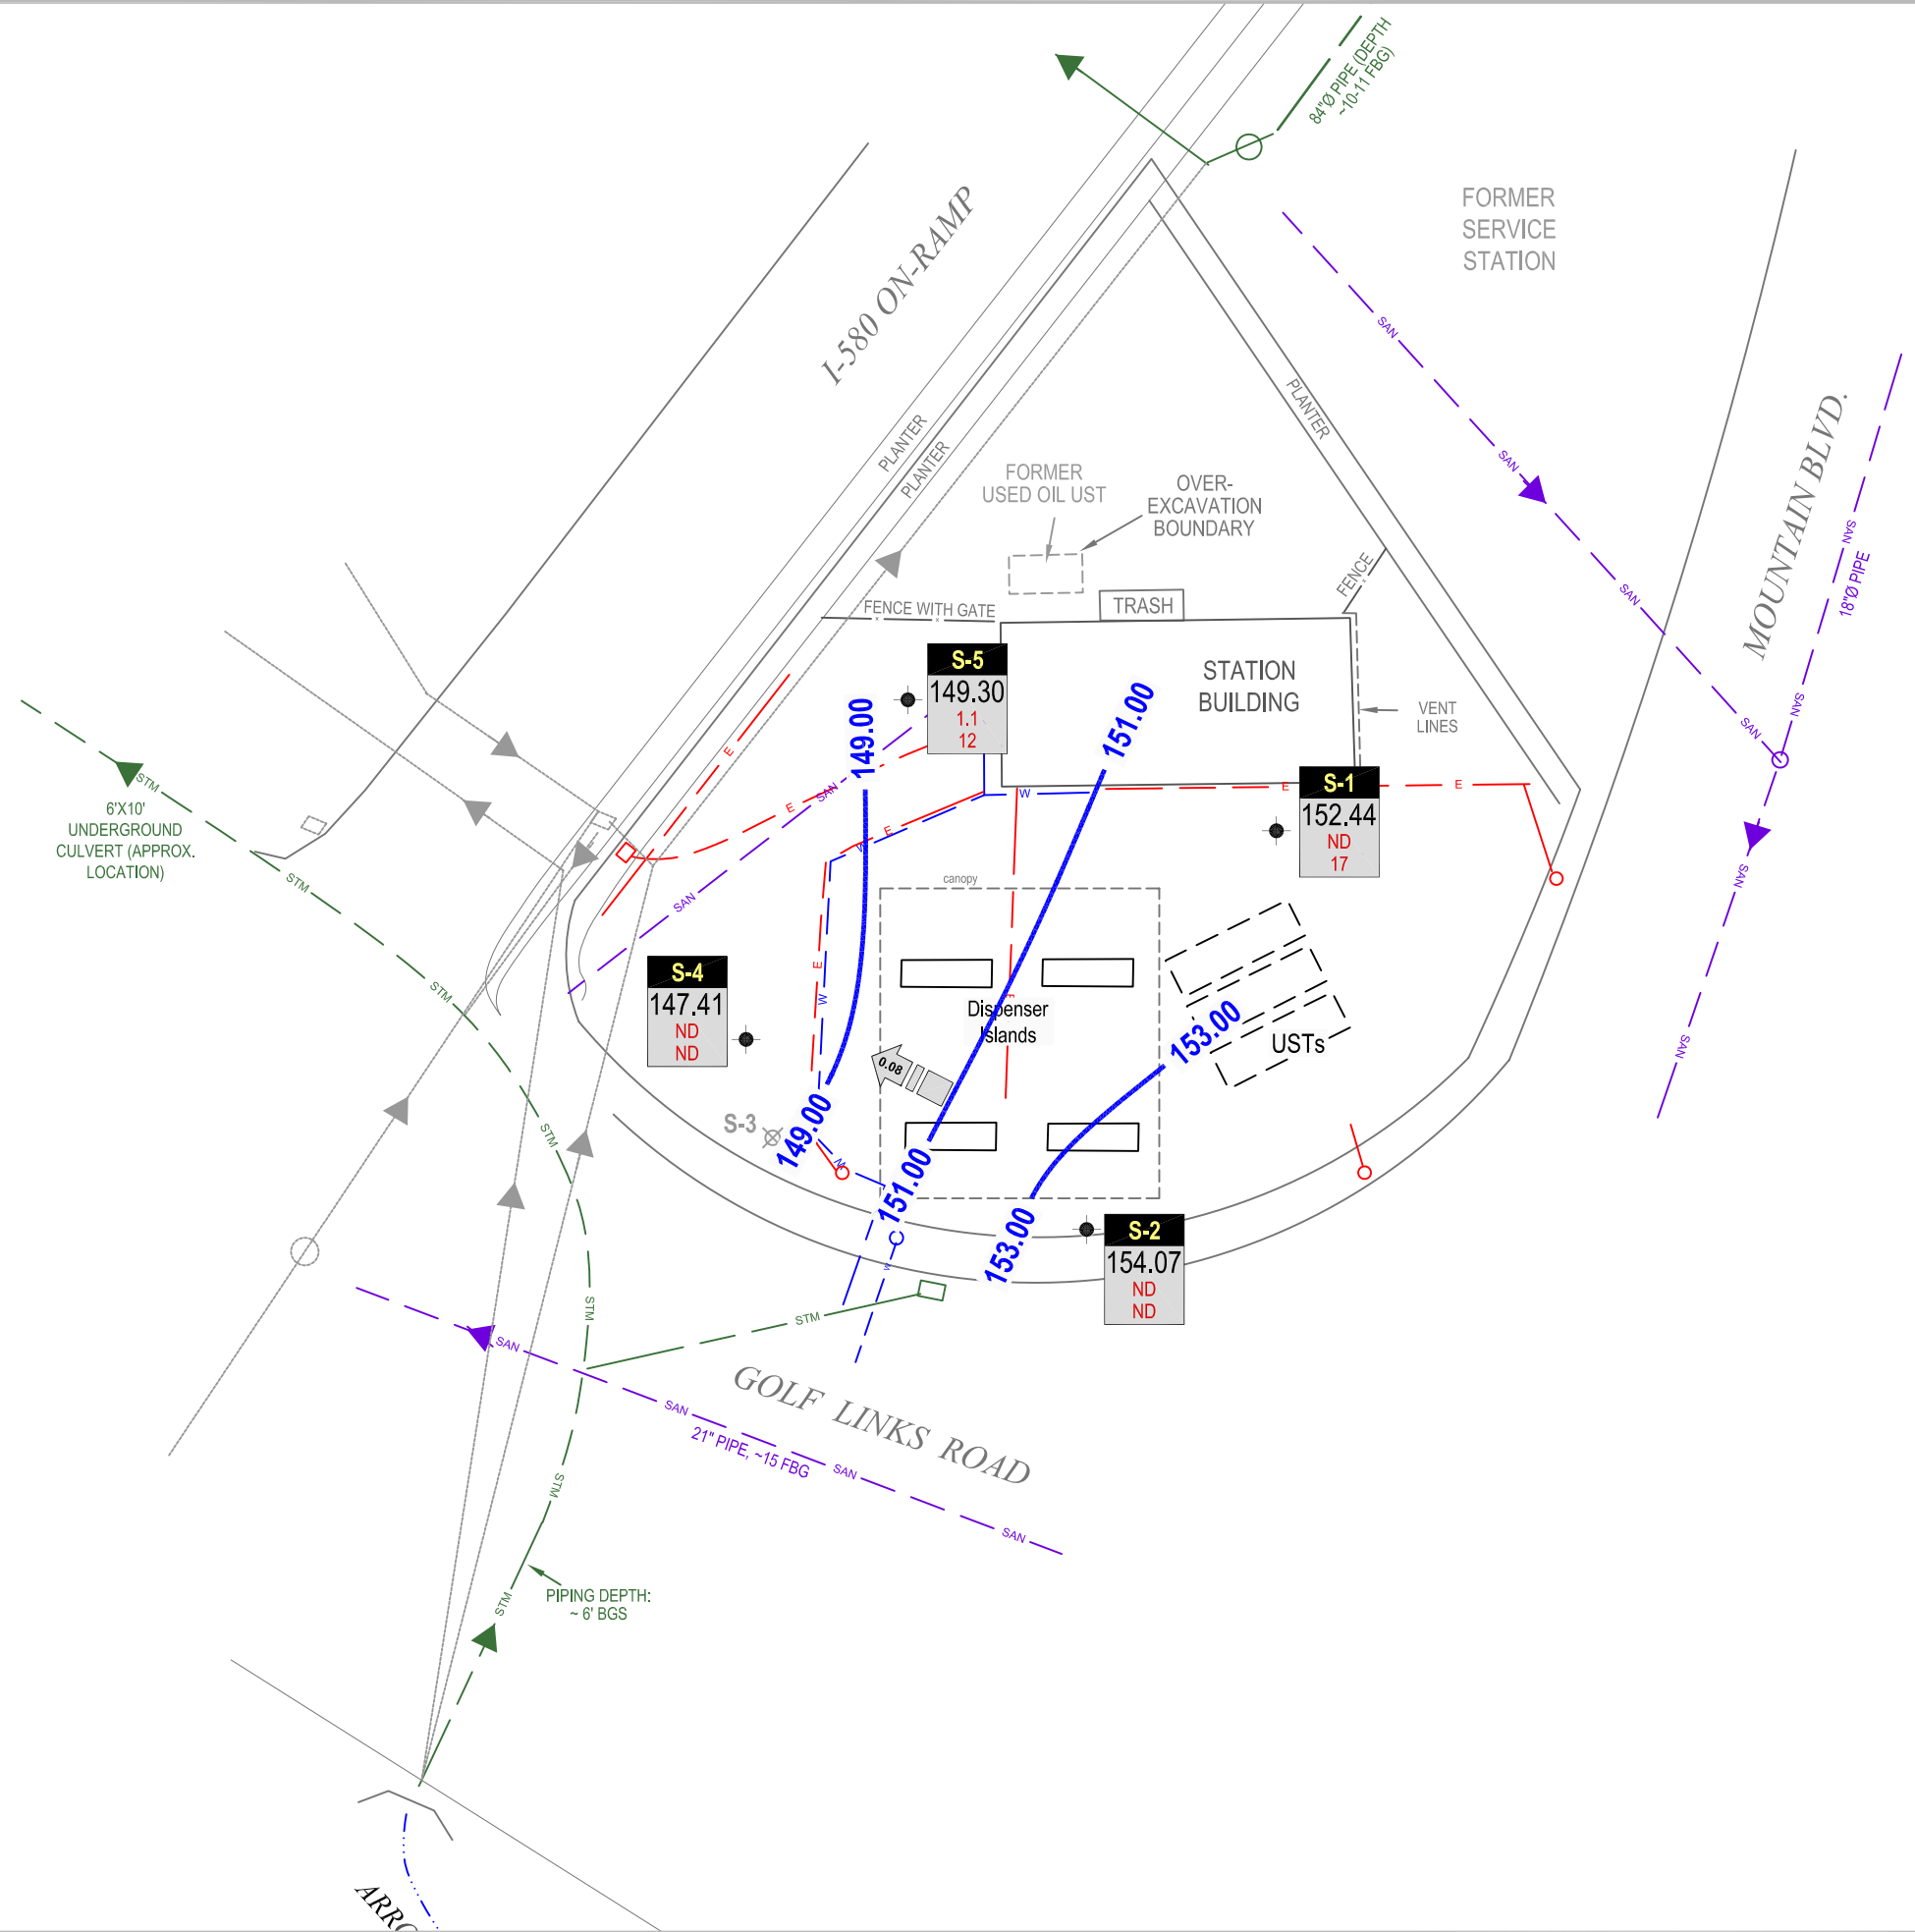 84"Ø PIPE (DEPTH
~10-11 FBG)
FORMER
SERVICE
STATION
I-580 ON-RAMP
PLANTER
PLANTER
PLANTER
SAN
SAN
SAN
SAN
SAN
SAN
SAN
SAN
MOUNTAIN BLVD.
18"Ø PIPE
FORMER
USED OIL UST
OVER-
EXCAVATION
BOUNDARY
FENCE
FENCE WITH GATE
x
x
x
TRASH
STATION
BUILDING
VENT
LINES
S-5
149.30
1.1
12
149.00
151.00
S-1
152.44
ND
17
E
E
E
E
E
E
E
W
W
W
W
W
SAN
SAN
canopy
STM
6'X10'
UNDERGROUND
CULVERT (APPROX.
LOCATION)
STM
STM
STM
STM
STM
STM
STM
S-4
147.41
ND
ND
Dispenser
Islands
USTs
153.00
0.08
S-3
149.00
151.00
153.00
S-2
154.07
ND
ND
GOLF LINKS ROAD
SAN
SAN
SAN
SAN
21" PIPE, ~15 FBG
PIPING DEPTH:
~ 6' BGS